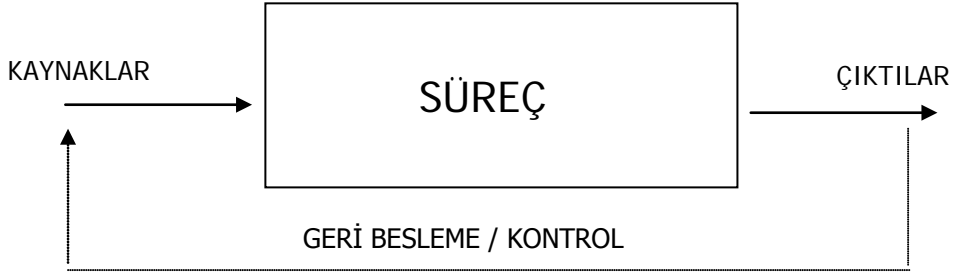 KAYNAKLAR
SÜREÇ
ÇIKTILAR
GERİ BESLEME / KONTROL